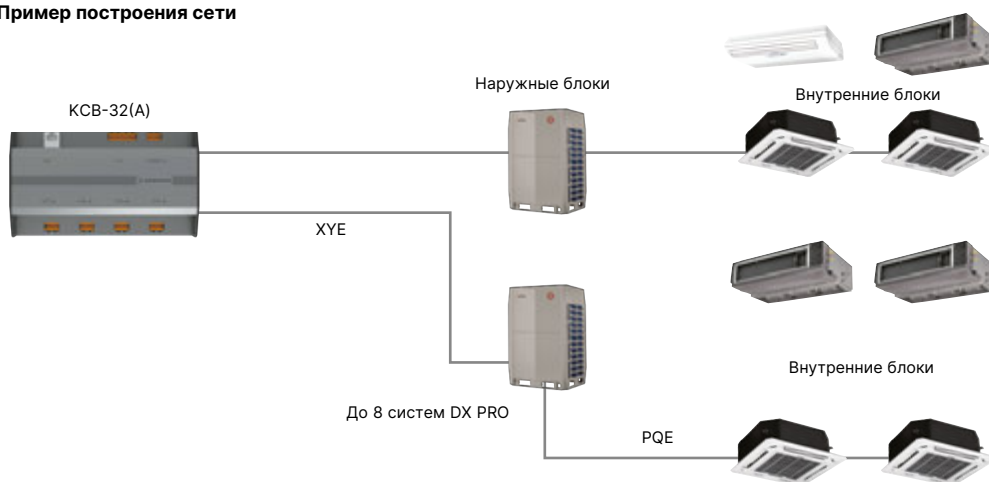 Пример построения сети
Наружные блоки
Внутренние блоки
KCB-32(A)
XYE
Внутренние блоки
До 8 систем DX PRO
PQE